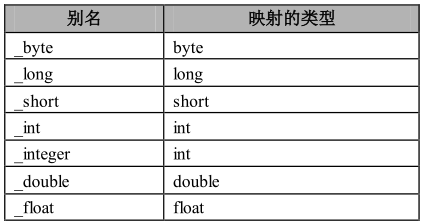 别名 映射的类型
_byte byte
_long long
_short short
_int int
_integer int
_double double
_float float